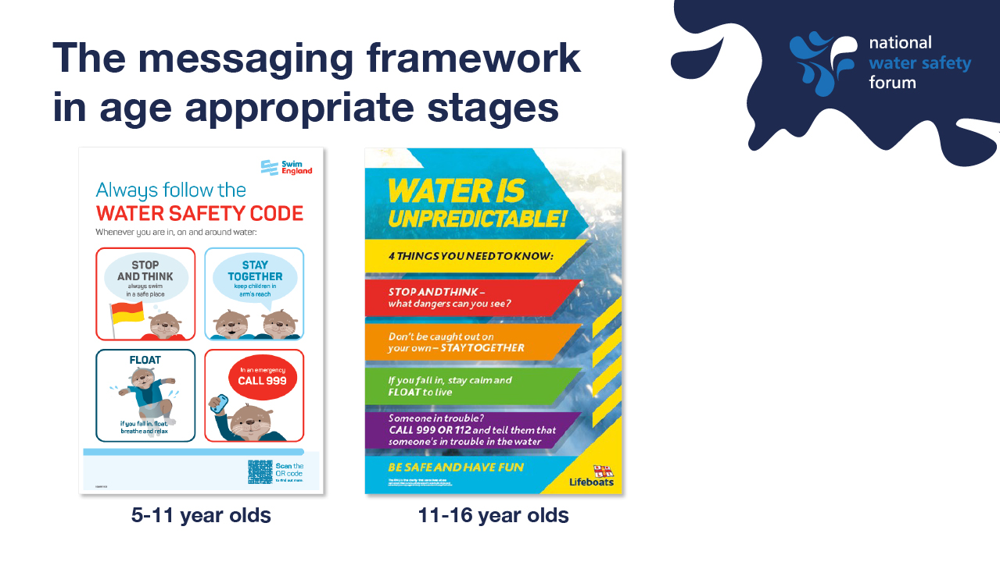 The messaging framework
in age appropriate stages
national
water safety
forum
Swim
England
Always follow the
WATER SAFETY CODE
Whenever you are in, on and around water:
STOP
AND THINK
always swim
in a safe place
STAY
TOGETHER
keep children in
arm's reach
FLOAT
if you fall in, float,
breathe and relax
In an emergency
CALL 999
Scan the
QR code
to find out more
5-11 year olds
WATER IS
UNPREDICTABLE!
4 THINGS YOU NEED TO KNOW:
STOP AND THINK –
what dangers can you see?
Don't be caught out on
your own – STAY TOGETHER
If you fall in, stay calm and
FLOAT to live
Someone in trouble?
CALL 999 OR 112 and tell them that
someone's in trouble in the water
BE SAFE AND HAVE FUN
Lifeboats
11-16 year olds